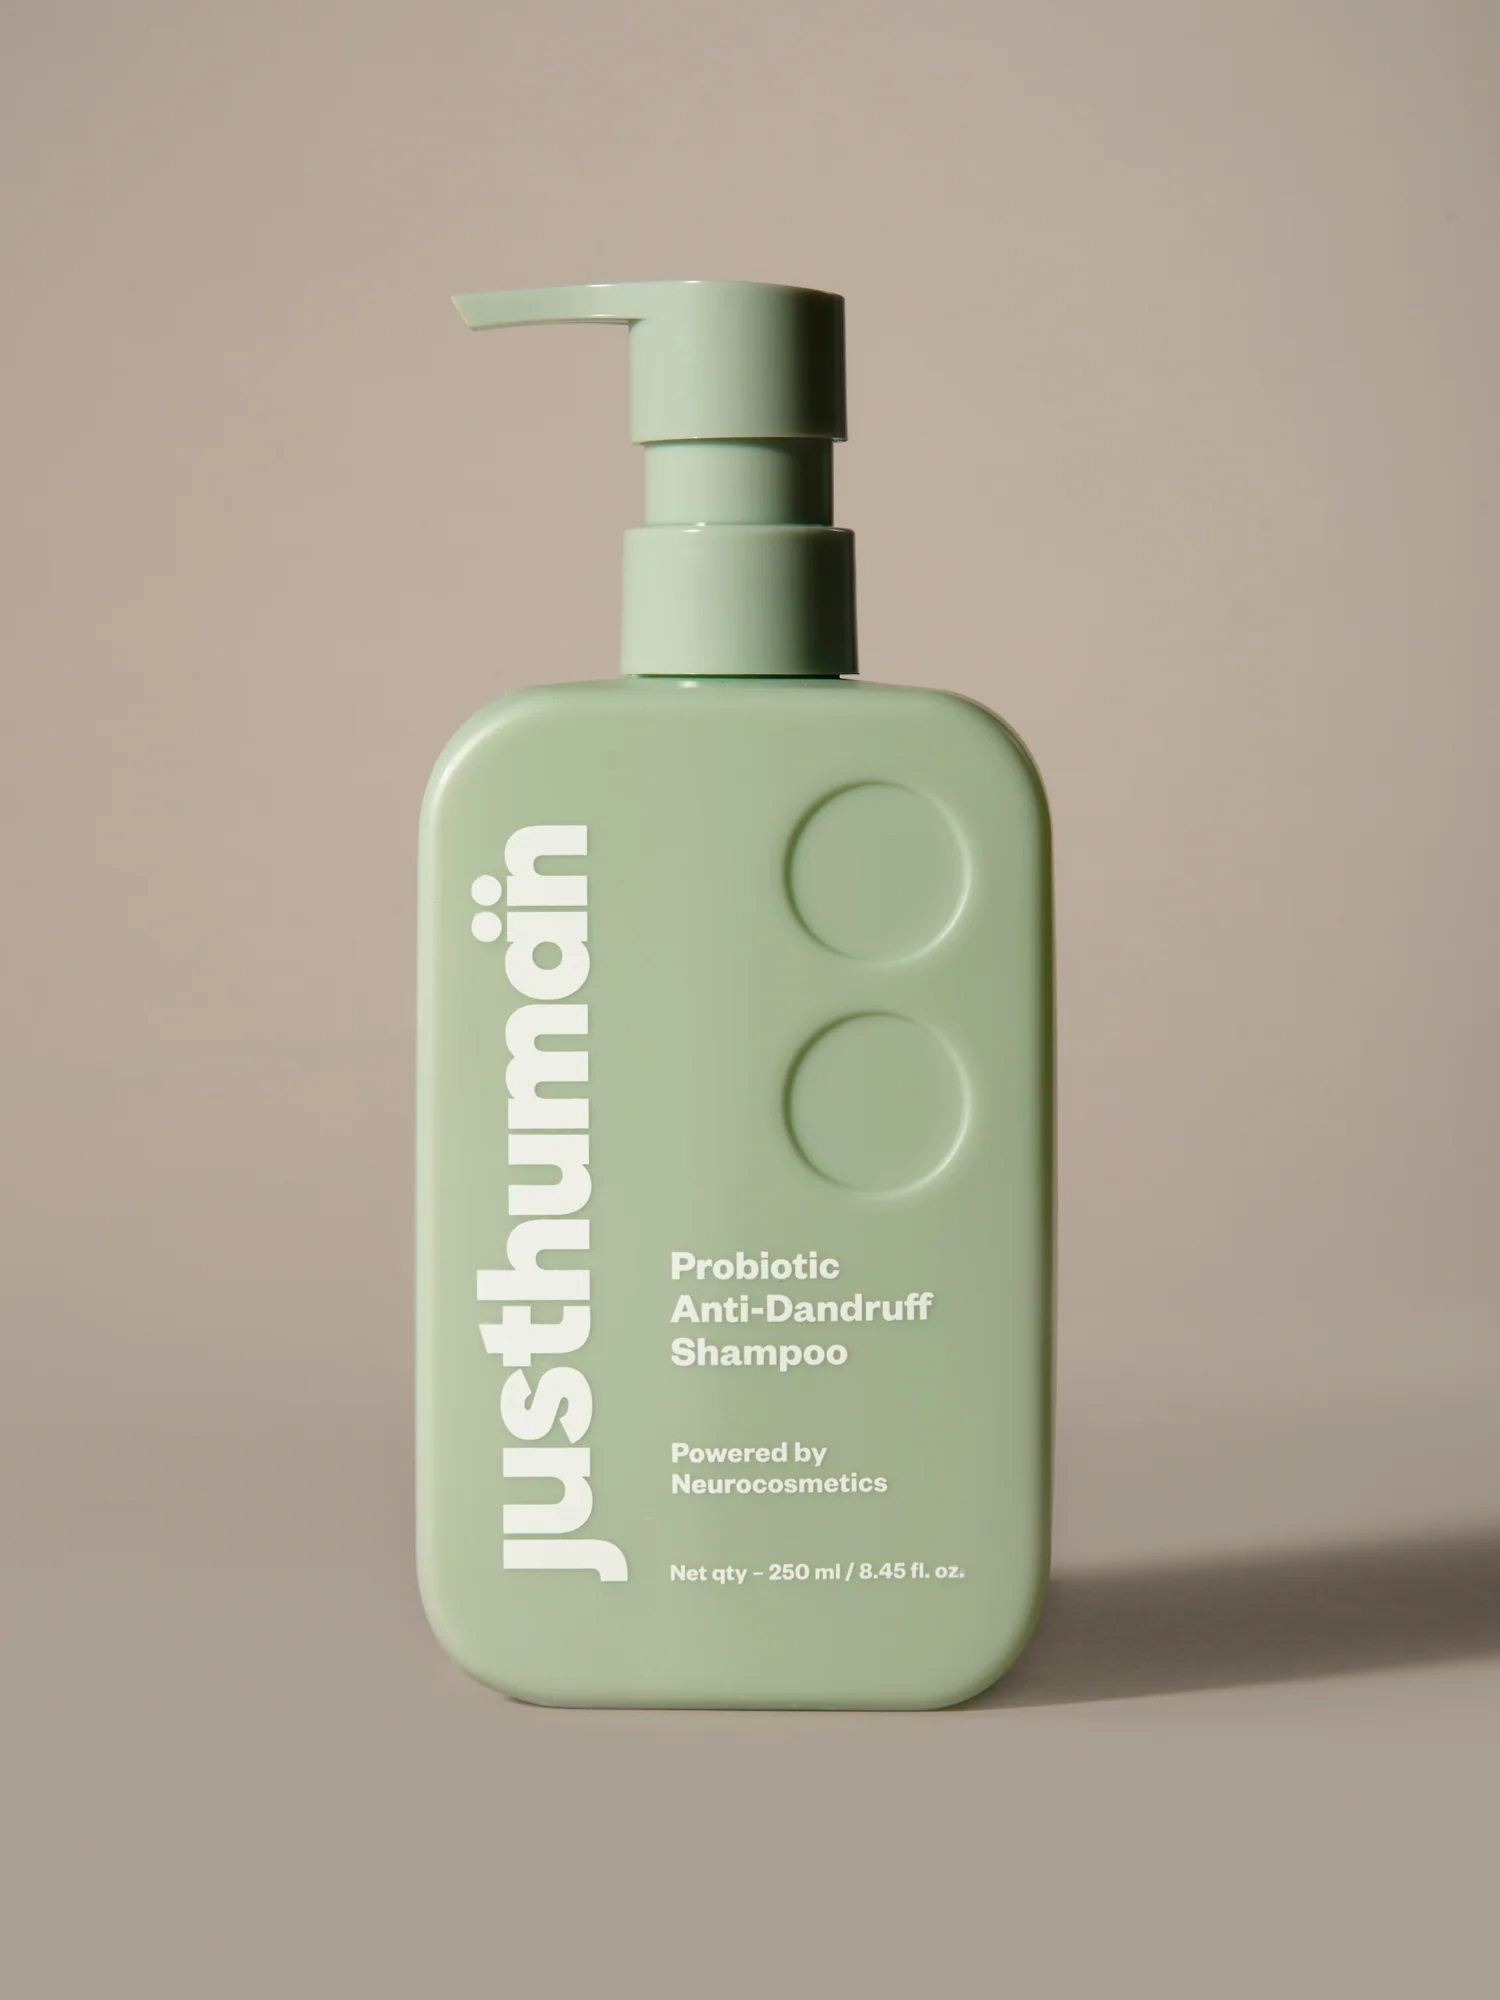 justhumän
Probiotic
Anti-Dandruff
Shampoo
Powered by
Neurocosmetics
Net qty – 250 ml / 8.45 fl. oz.